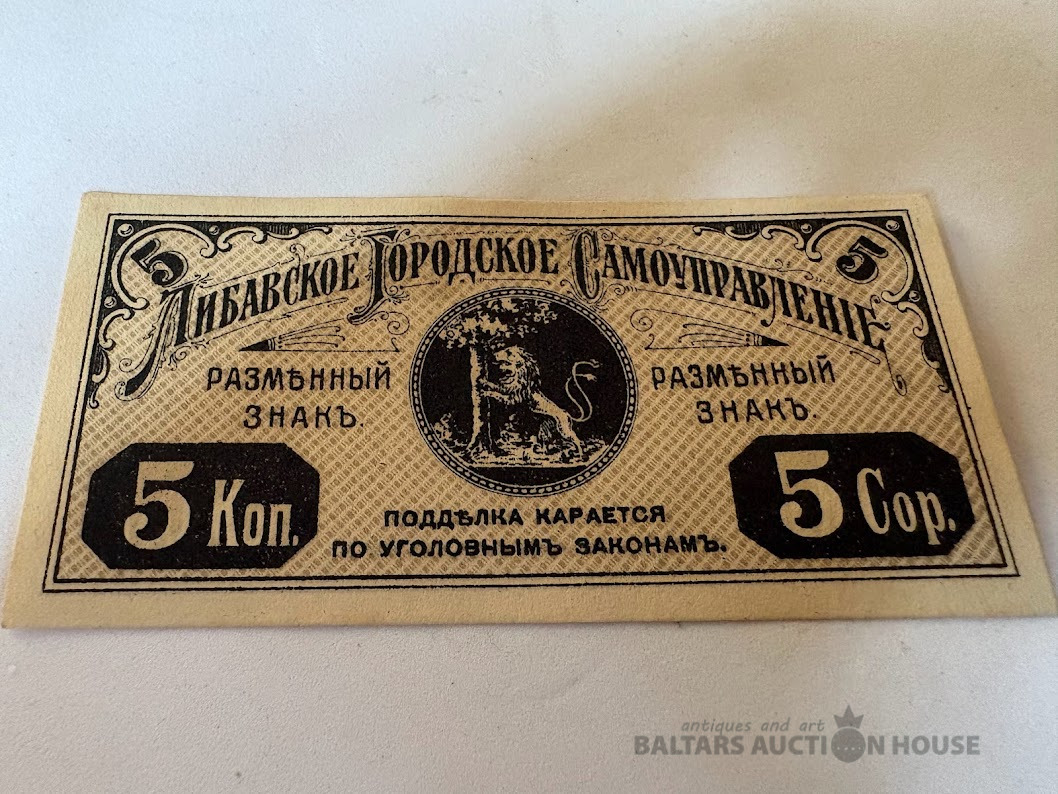 5 5
Либавское Городское Самоуправленіе
РАЗМѢННЫЙ
ЗНАКЪ.
РАЗМѢННЫЙ
ЗНАКЪ.
5 Коп.
ПОДДѢЛКА КАРАЕТСЯ
ПО УГОЛОВНЫМЪ ЗАКОНАМЪ.
5 Cop.
antiques and art
BALTARS AUCTION HOUSE